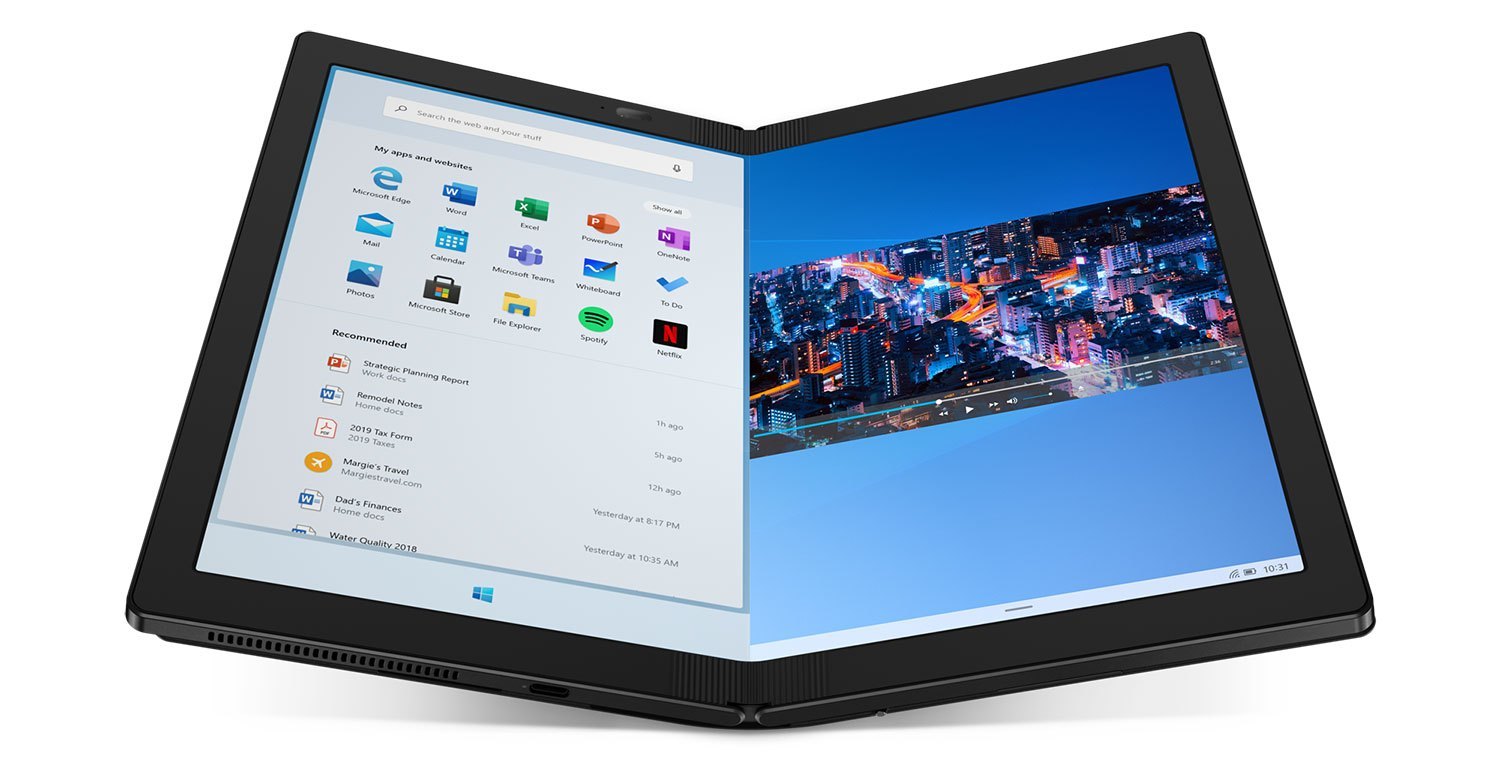 Search the web and your stuff
My apps and websites
Show all
Microsoft Edge
Word
Excel
PowerPoint
OneNote
Mail
Calendar
Microsoft Teams
Whiteboard
To Do
Photos
Microsoft Store
File Explorer
Spotify
Netflix
Recommended
Strategic Planning Report
Work docs
1h ago
Remodel Notes
Home docs
5h ago
2019 Tax Form
2019 Taxes
12h ago
Margie's Travel
Margiestravel.com
Yesterday at 8:17 PM
Dad's Finances
Home docs
Yesterday at 10:35 AM
Water Quality 2018
10:31